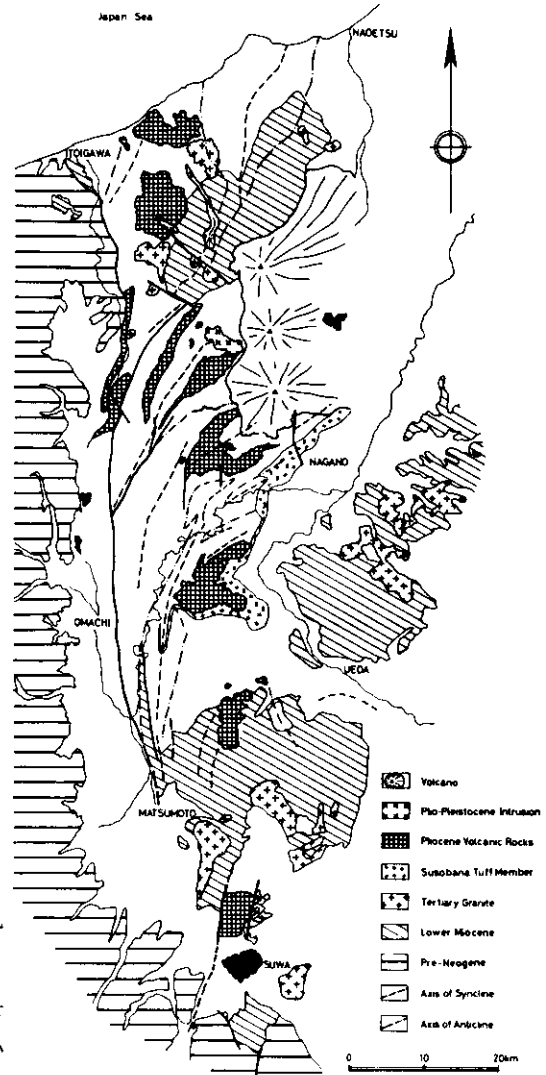 Japan Sea
NAOETSU
ITOIGAWA
NAGANO
OMACHI
UEDA
MATSUMOTO
SUWA
Volcano
Plio-Pleistocene Intrusion
Pliocene Volcanic Rocks
Susobana Tuff Member
Tertiary Granite
Lower Miocene
Pre-Neogene
Axis of Syncline
Axis of Anticline
0 10 20km